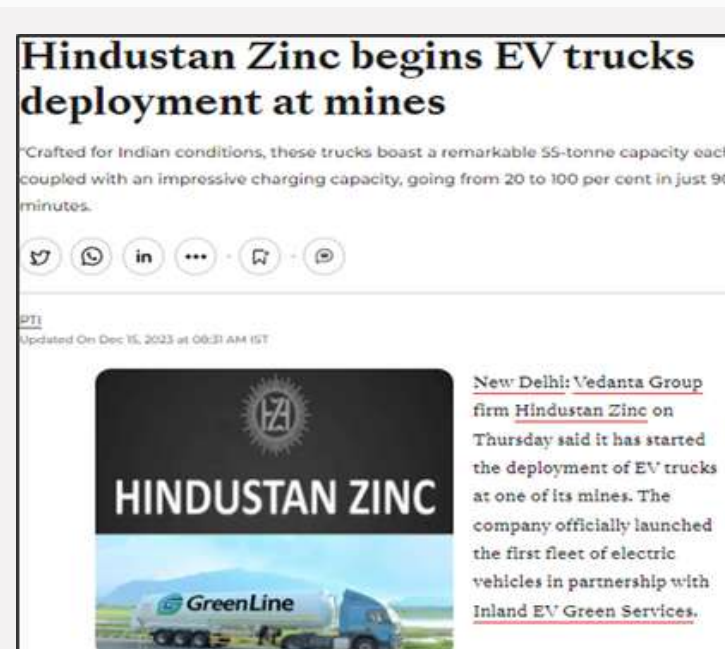 Hindustan Zinc begins EV trucks
deployment at mines
"Crafted for Indian conditions, these trucks boast a remarkable 55-tonne capacity each
coupled with an impressive charging capacity, going from 20 to 100 per cent in just 90
minutes.
in
PTI
Updated On Dec 15, 2023 at 08:31 AM IST
HZ
HINDUSTAN ZINC
GreenLine
New Delhi: Vedanta Group
firm Hindustan Zinc on
Thursday said it has started
the deployment of EV trucks
at one of its mines. The
company officially launched
the first fleet of electric
vehicles in partnership with
Inland EV Green Services.